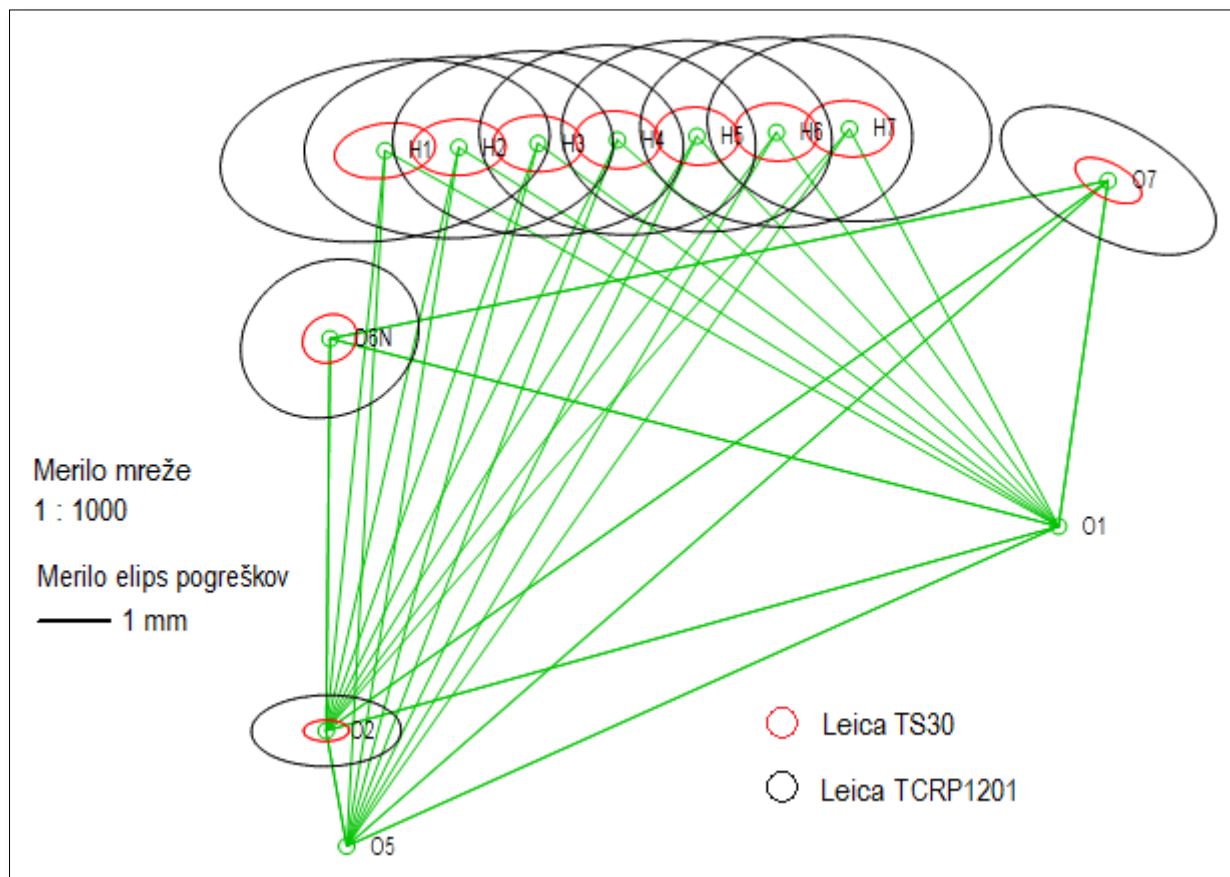 H1
H2
H3
H4
H5
H6
H7
O7
O6N
Merilo mreže
1 : 1000
O1
Merilo elips pogreškov
1 mm
O2
Leica TS30
Leica TCRP1201
O5